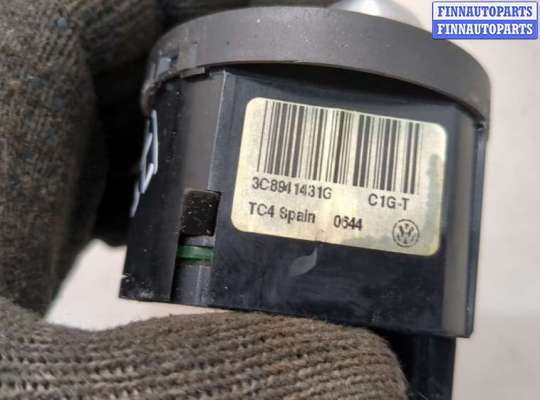 FINNAUTOPARTS
FINNAUTOPARTS
3C8941431G C1G-T
TC4 Spain 0644